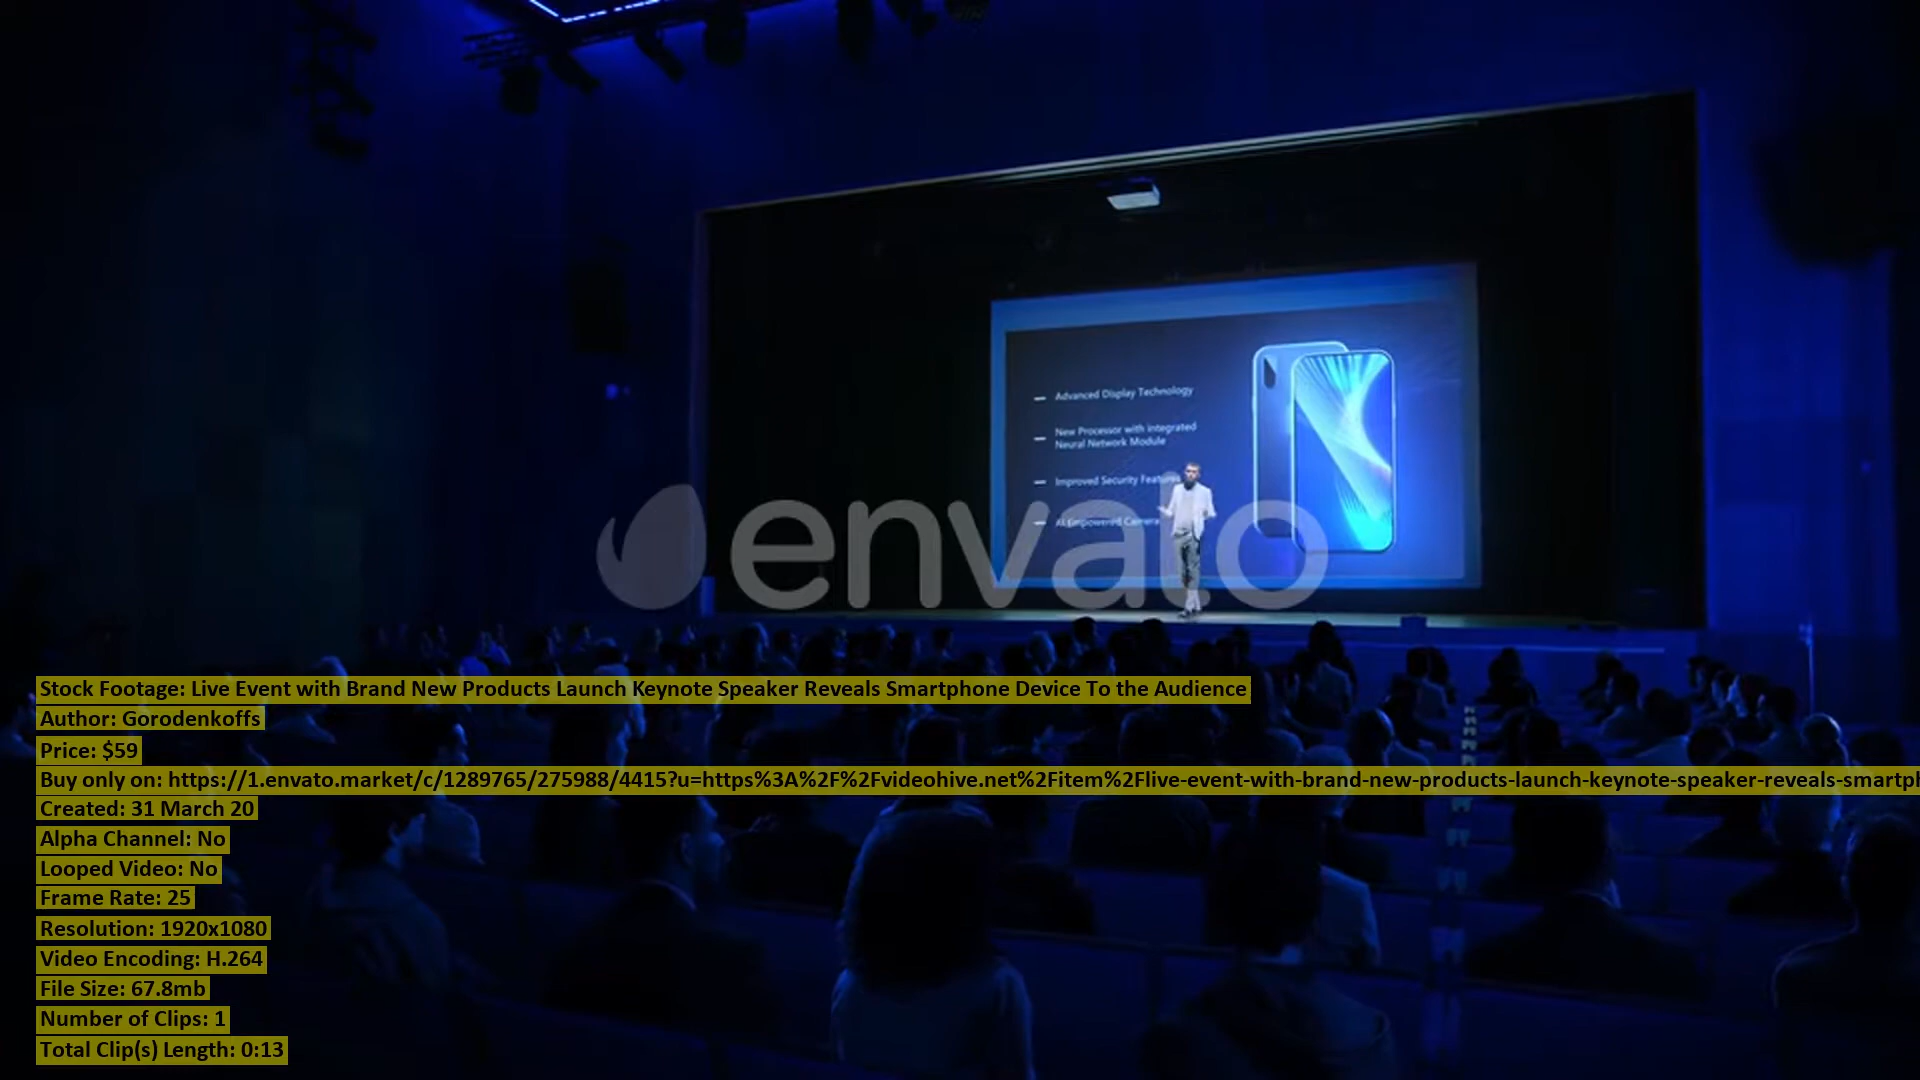 Advanced Display Technology
New Processor with Integrated
Neural Network Module
Improved Security Features
AI Empowered Camera
envato
Stock Footage: Live Event with Brand New Products Launch Keynote Speaker Reveals Smartphone Device To the Audience
Author: Gorodenkoffs
Price: $59
Buy only on: https://1.envato.market/c/1289765/275988/4415?u=https%3A%2F%2Fvideohive.net%2Fitem%2Flive-event-with-brand-new-products-launch-keynote-speaker-reveals-smartph
Created: 31 March 20
Alpha Channel: No
Looped Video: No
Frame Rate: 25
Resolution: 1920x1080
Video Encoding: H.264
File Size: 67.8mb
Number of Clips: 1
Total Clip(s) Length: 0:13